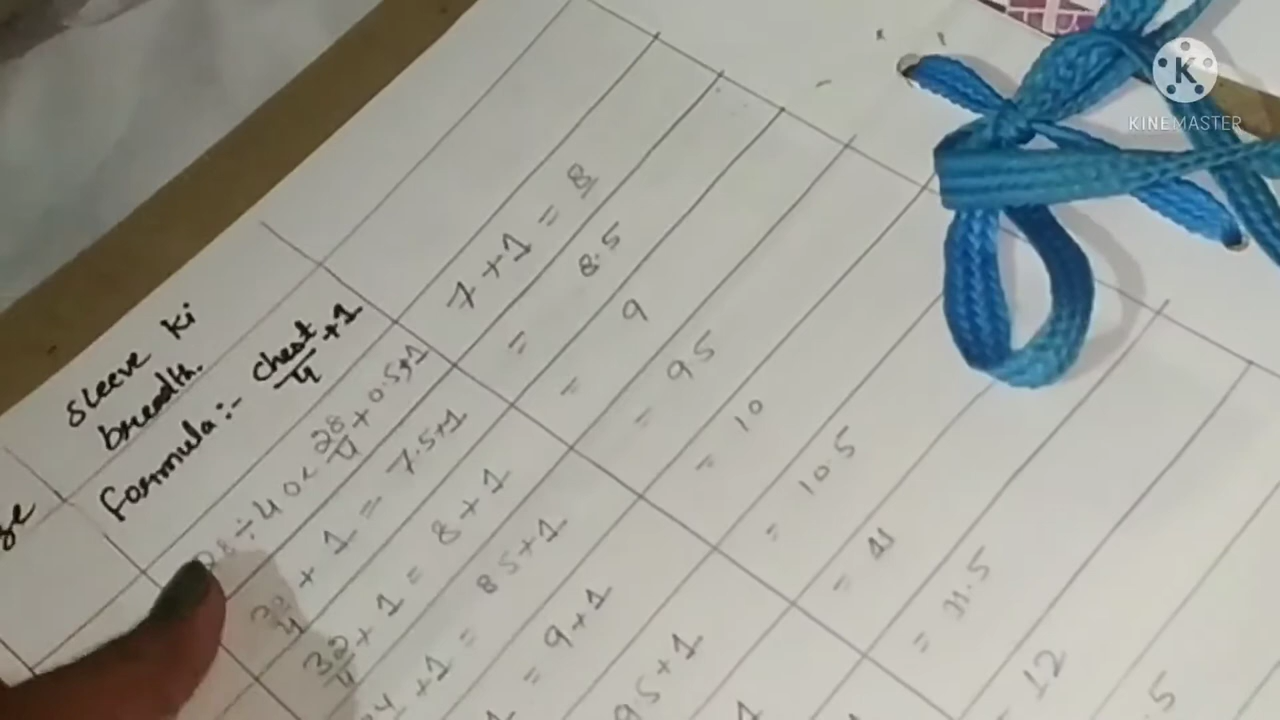 KINEMASTER
sleeve ki
breadth.
formula:- chest/4 +1
28÷4 or 28/4 + 0.5+1 7+1 = 8
30/4 + 1 = 7.5+1 = 8.5
32/4 + 1 = 8+1 = 9
+1 = 8.5+1 = 9.5
= 9+1 = 10
9.5+1 = 10.5
= 11
= 11.5
12